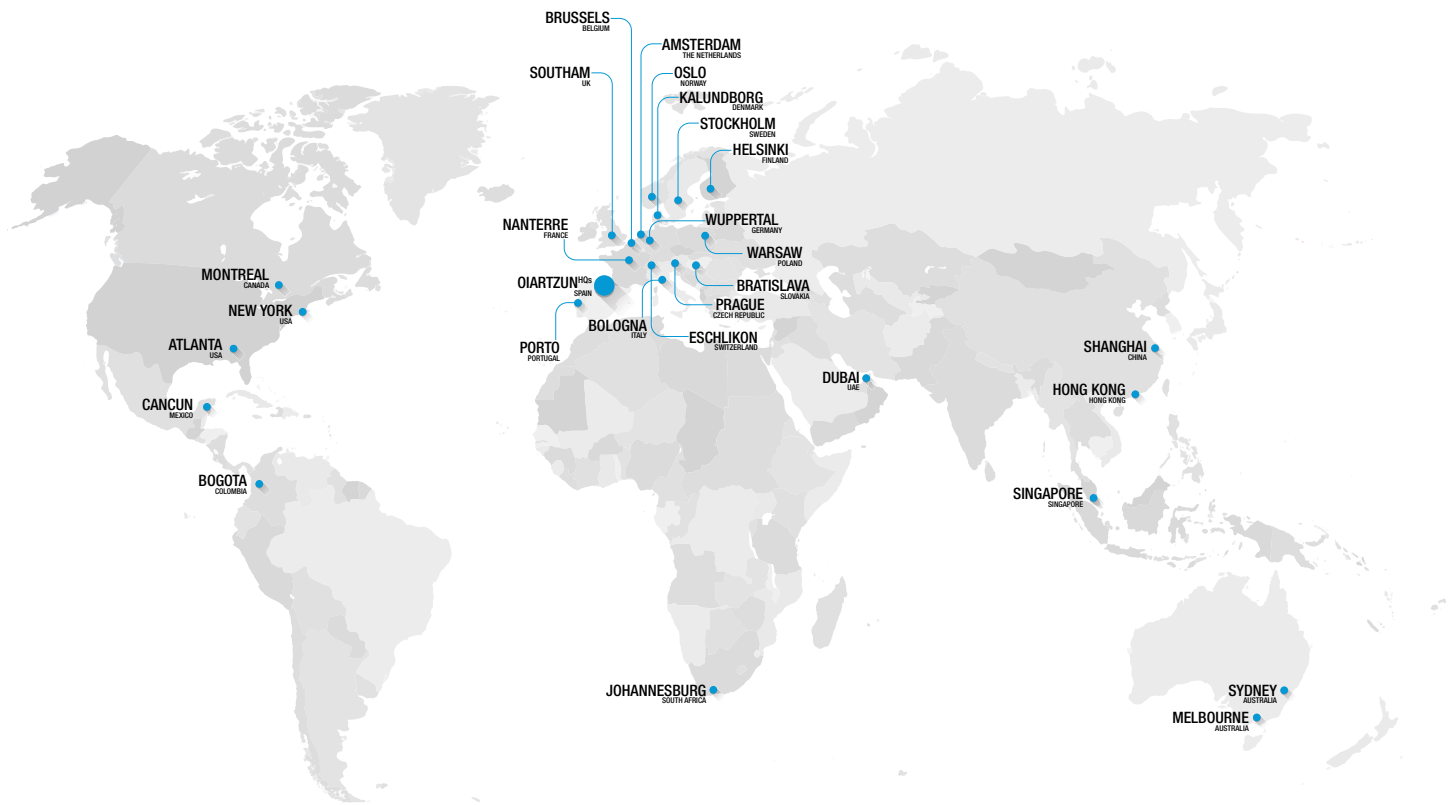 BRUSSELS
BELGIUM
AMSTERDAM
THE NETHERLANDS
SOUTHAM
UK
OSLO
NORWAY
KALUNDBORG
DENMARK
STOCKHOLM
SWEDEN
HELSINKI
FINLAND
NANTERRE
FRANCE
WUPPERTAL
GERMANY
WARSAW
POLAND
MONTREAL
CANADA
OIARTZUN HQs
SPAIN
BRATISLAVA
SLOVAKIA
NEW YORK
USA
PRAGUE
CZECH REPUBLIC
BOLOGNA
ITALY
ESCHLIKON
SWITZERLAND
ATLANTA
USA
PORTO
PORTUGAL
SHANGHAI
CHINA
DUBAI
UAE
HONG KONG
HONG KONG
CANCUN
MEXICO
BOGOTA
COLOMBIA
SINGAPORE
SINGAPORE
JOHANNESBURG
SOUTH AFRICA
SYDNEY
AUSTRALIA
MELBOURNE
AUSTRALIA